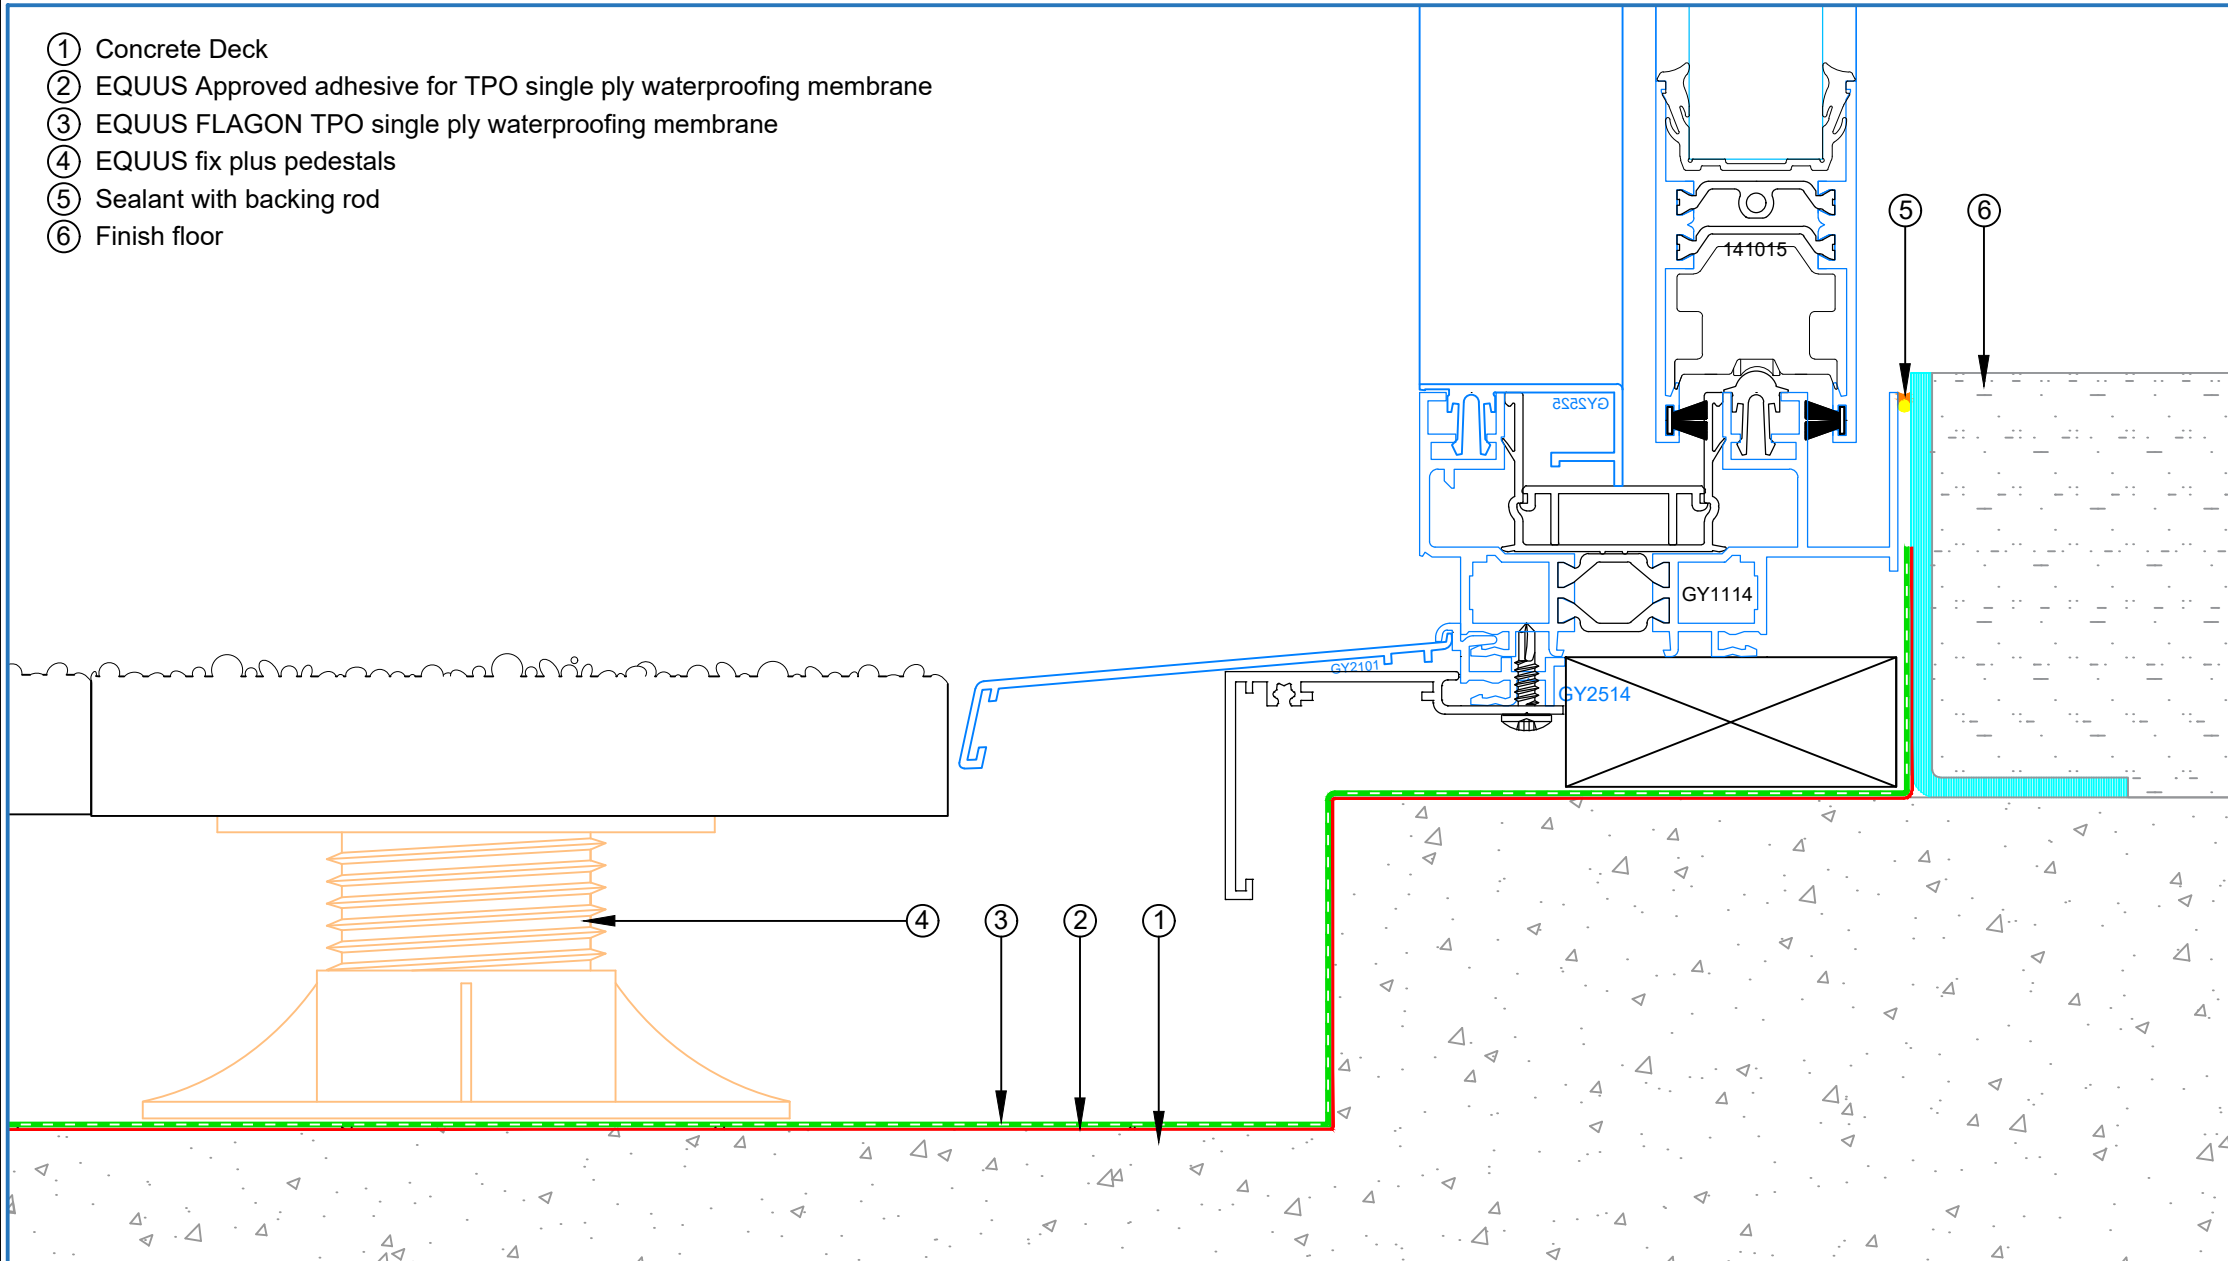 1 Concrete Deck
2 EQUUS Approved adhesive for TPO single ply waterproofing membrane
3 EQUUS FLAGON TPO single ply waterproofing membrane
4 EQUUS fix plus pedestals
5 Sealant with backing rod
6 Finish floor
5 6
141015
GY2525
GY1114
GY2101
GY2514
4 3 2 1